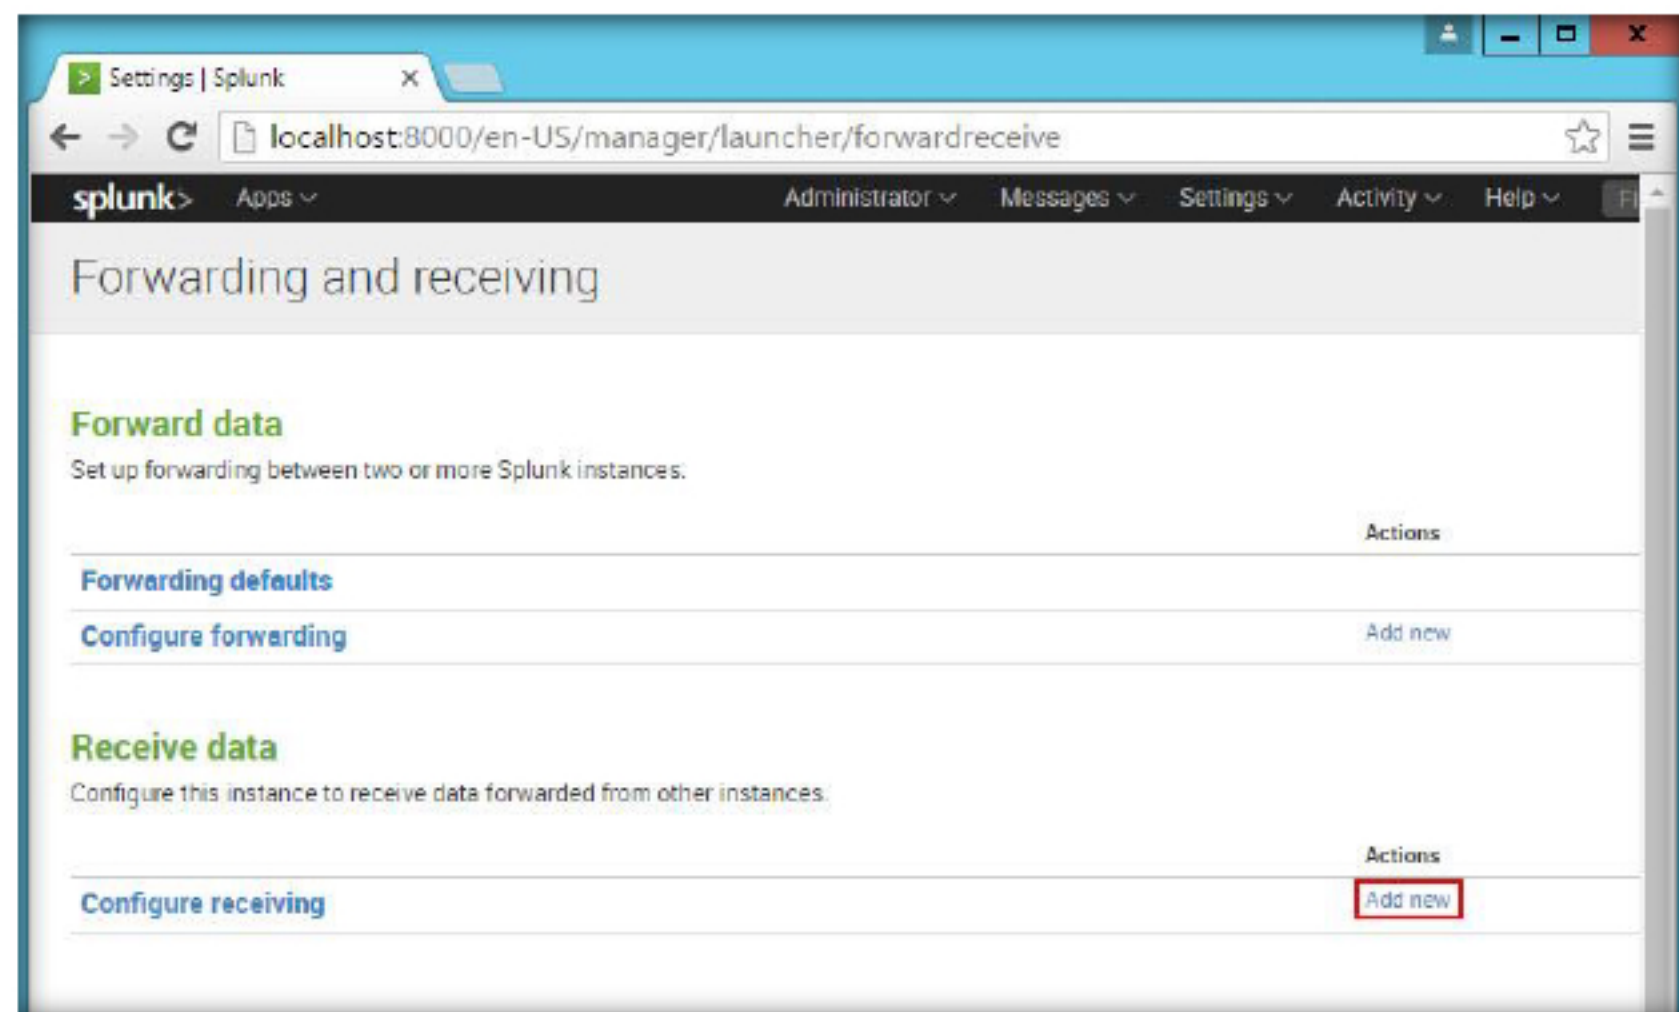 Settings | Splunk
localhost:8000/en-US/manager/launcher/forwardreceive
splunk> Apps Administrator Messages Settings Activity Help Fi
Forwarding and receiving
Forward data
Set up forwarding between two or more Splunk instances.
Actions
Forwarding defaults
Configure forwarding Add new
Receive data
Configure this instance to receive data forwarded from other instances.
Actions
Configure receiving Add new